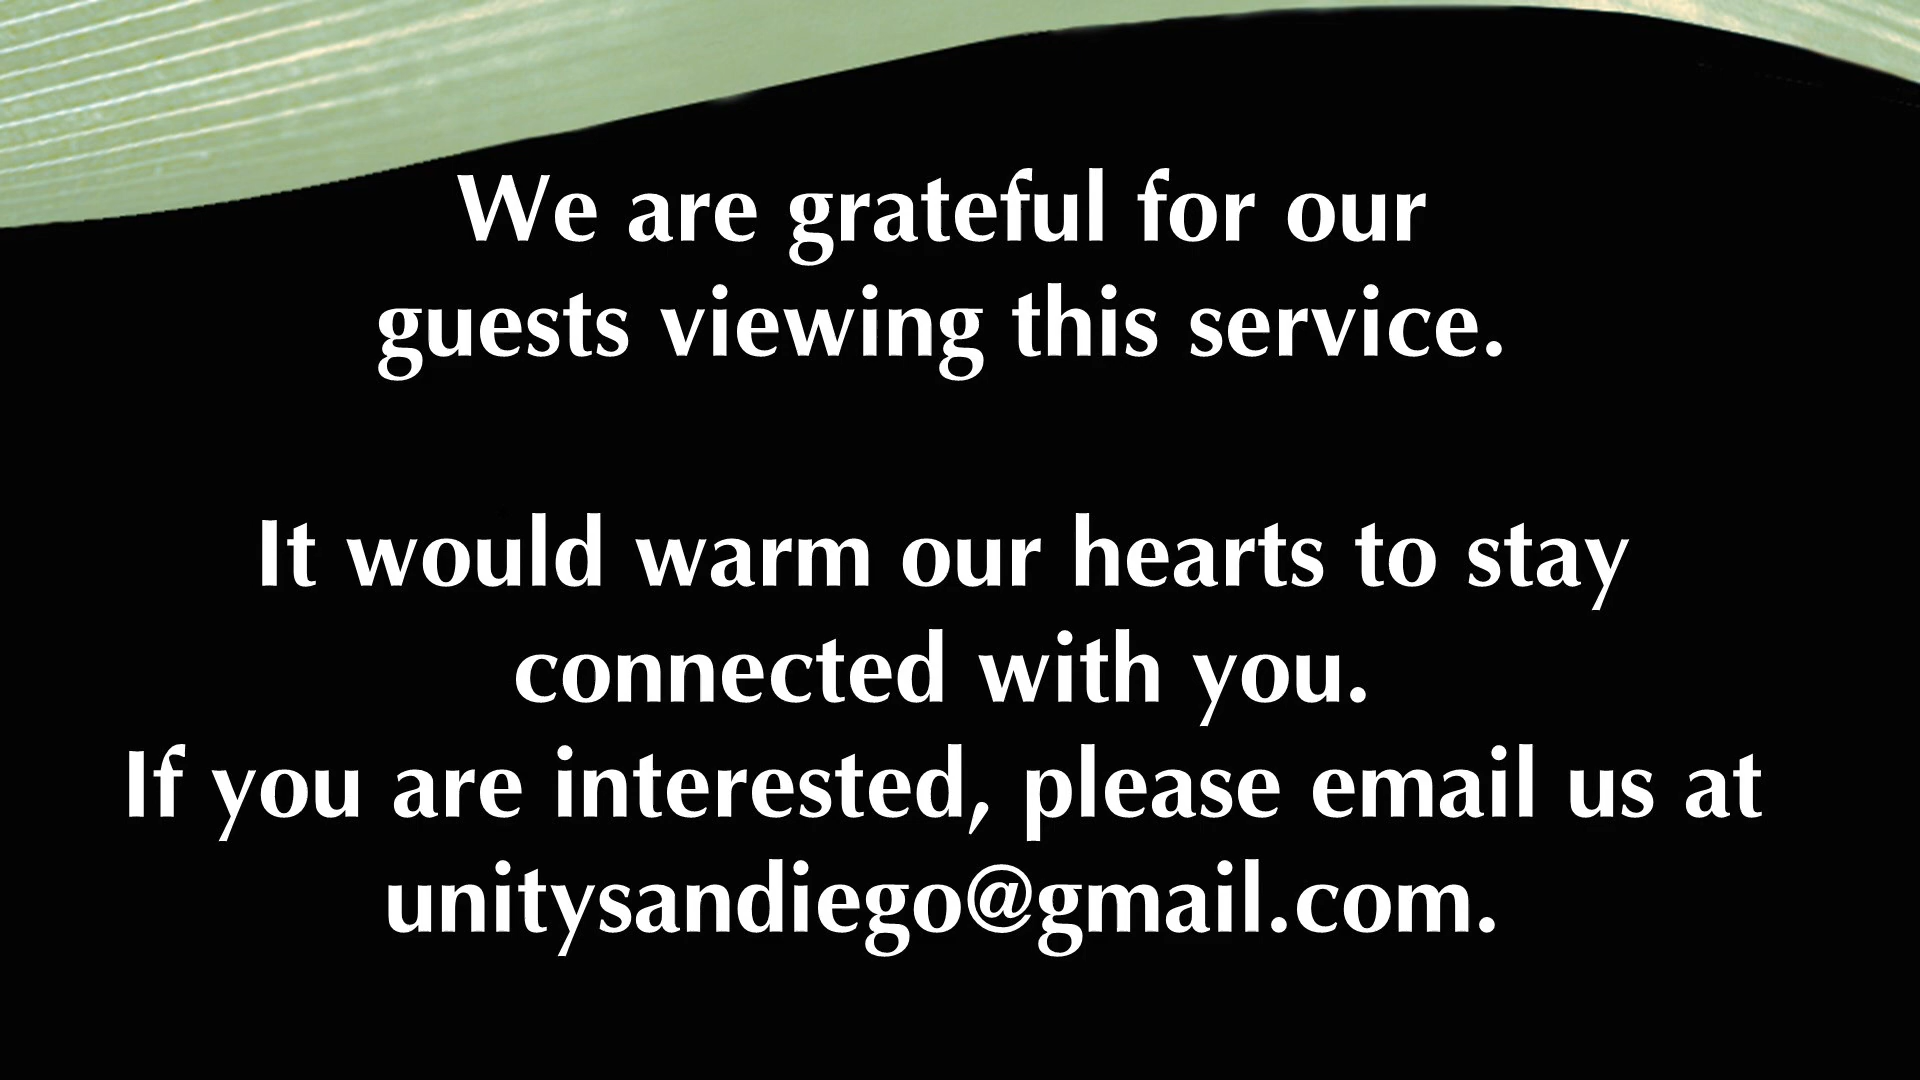 We are grateful for our
guests viewing this service.
It would warm our hearts to stay
connected with you.
If you are interested, please email us at
unitysandiego@gmail.com.